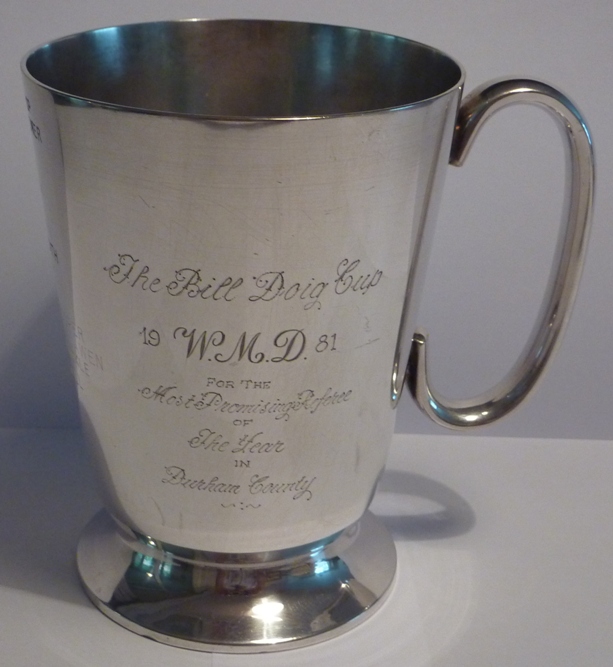 The Bill Doig Cup
19 W.M.D. 81
FOR THE
Most Promising Referee
OF
The Year
IN
Durham County